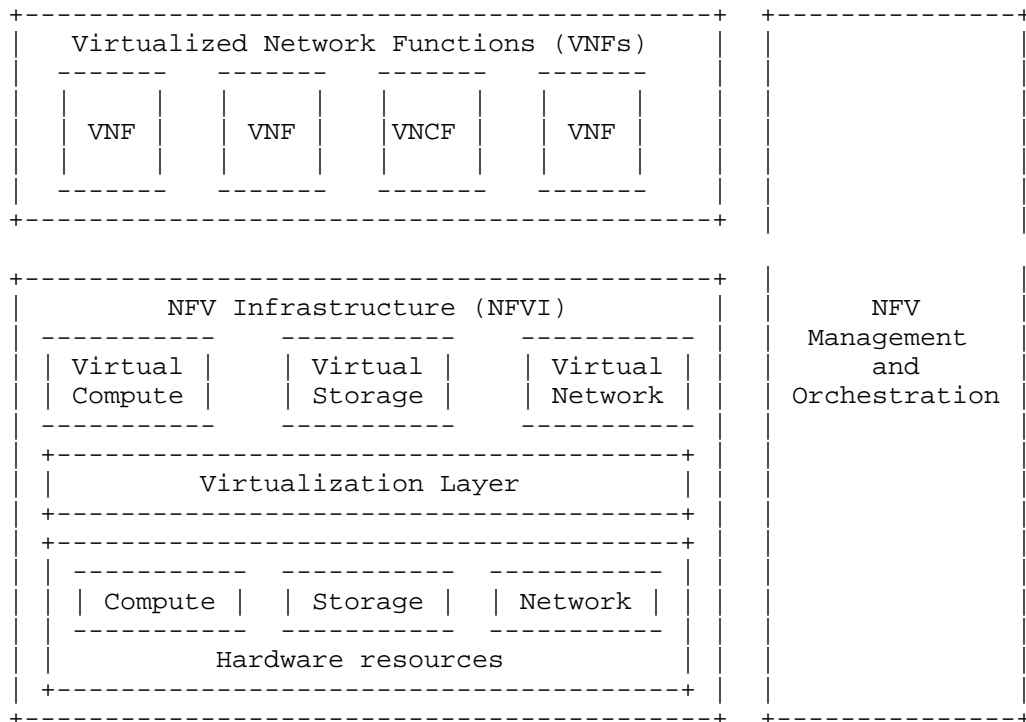 Virtualized Network Functions (VNFs)
VNF VNF VNCF VNF
NFV Infrastructure (NFVI)
Virtual Virtual Virtual
Compute Storage Network
Virtualization Layer
Compute Storage Network
Hardware resources
NFV
Management
and
Orchestration